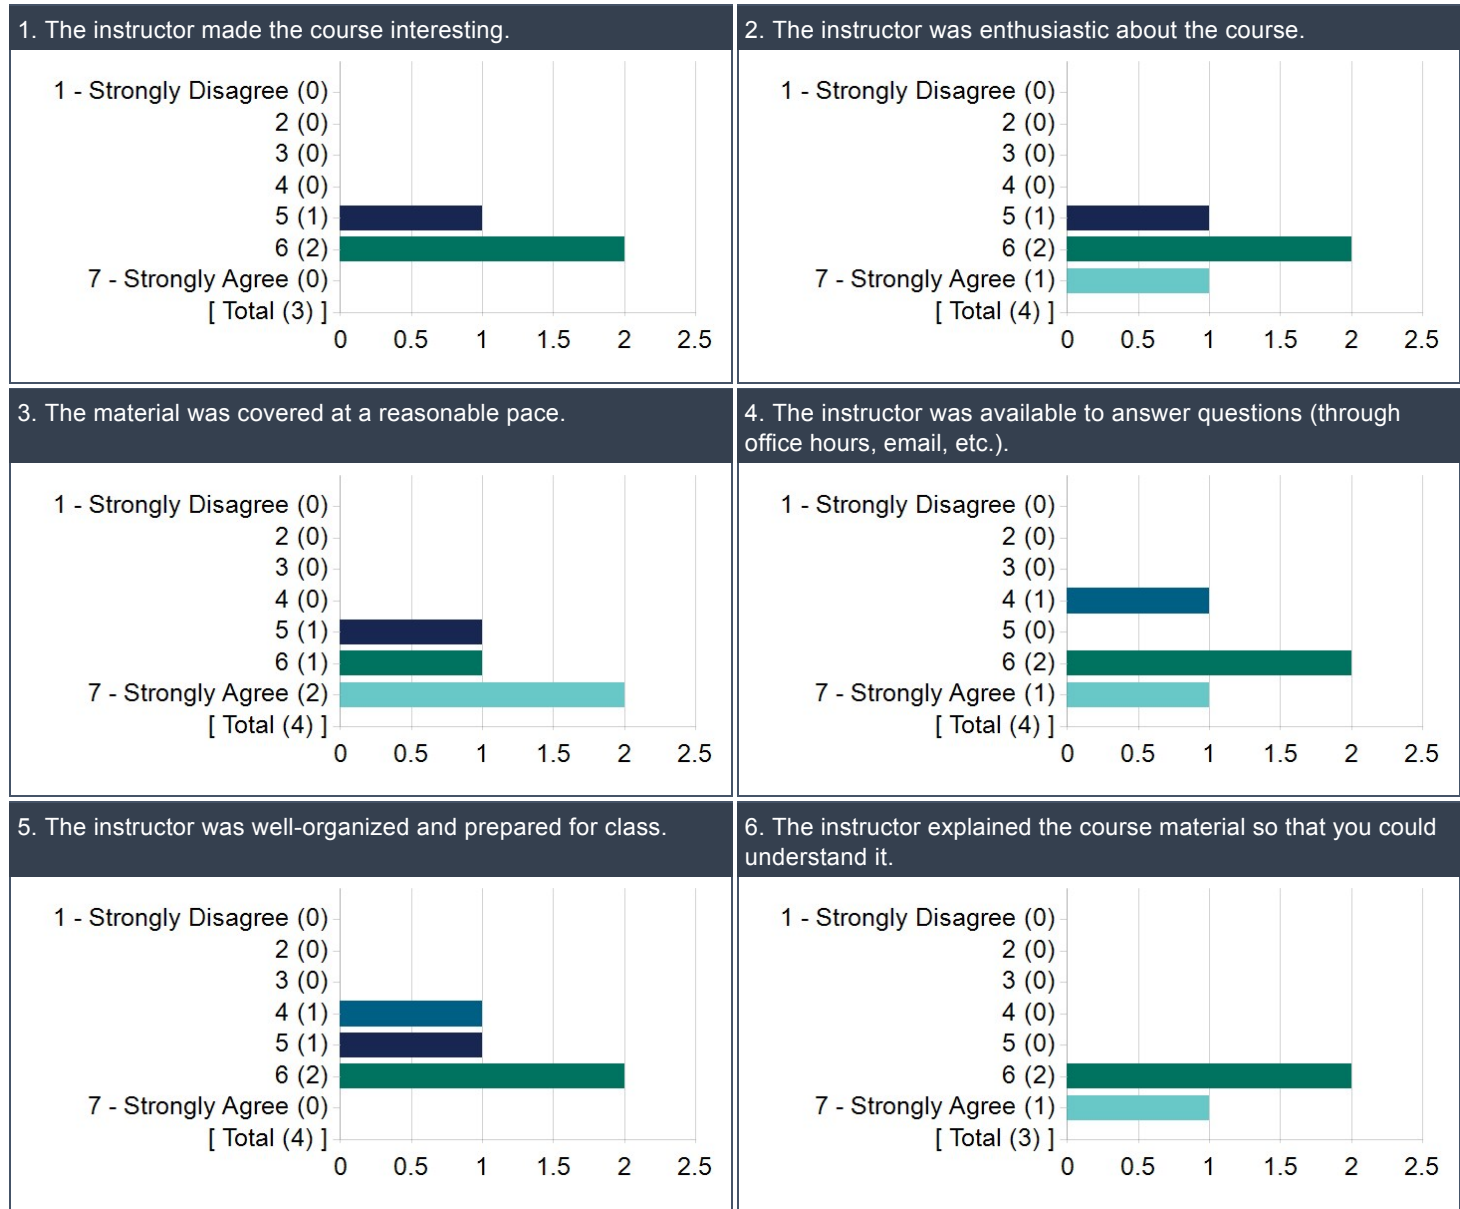 1. The instructor made the course interesting.
1 - Strongly Disagree (0)
2 (0)
3 (0)
4 (0)
5 (1)
6 (2)
7 - Strongly Agree (0)
[ Total (3) ]
0 0.5 1 1.5 2 2.5
2. The instructor was enthusiastic about the course.
1 - Strongly Disagree (0)
2 (0)
3 (0)
4 (0)
5 (1)
6 (2)
7 - Strongly Agree (1)
[ Total (4) ]
0 0.5 1 1.5 2 2.5
3. The material was covered at a reasonable pace.
1 - Strongly Disagree (0)
2 (0)
3 (0)
4 (0)
5 (1)
6 (1)
7 - Strongly Agree (2)
[ Total (4) ]
0 0.5 1 1.5 2 2.5
4. The instructor was available to answer questions (through
office hours, email, etc.).
1 - Strongly Disagree (0)
2 (0)
3 (0)
4 (1)
5 (0)
6 (2)
7 - Strongly Agree (1)
[ Total (4) ]
0 0.5 1 1.5 2 2.5
5. The instructor was well-organized and prepared for class.
1 - Strongly Disagree (0)
2 (0)
3 (0)
4 (1)
5 (1)
6 (2)
7 - Strongly Agree (0)
[ Total (4) ]
0 0.5 1 1.5 2 2.5
6. The instructor explained the course material so that you could
understand it.
1 - Strongly Disagree (0)
2 (0)
3 (0)
4 (0)
5 (0)
6 (2)
7 - Strongly Agree (1)
[ Total (3) ]
0 0.5 1 1.5 2 2.5